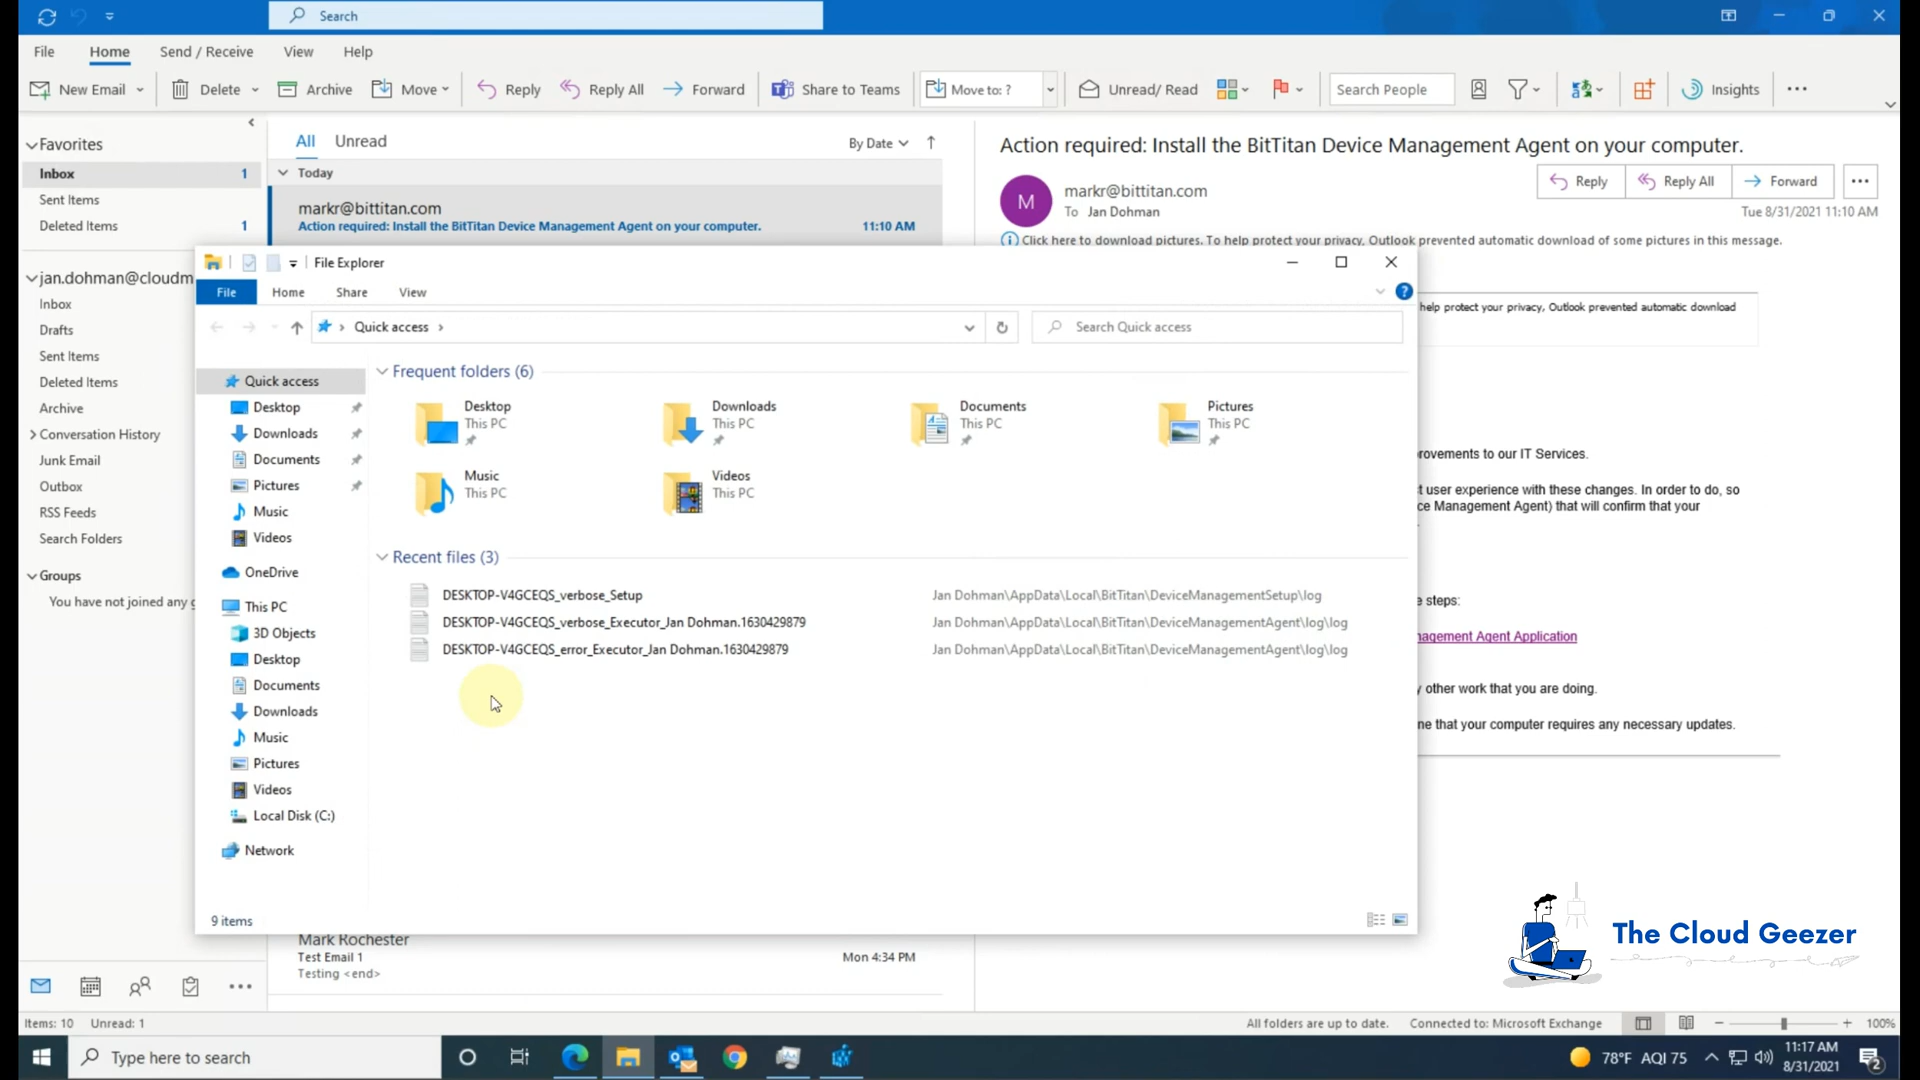 Search
File Home Send / Receive View Help
New Email Delete Archive Move Reply Reply All Forward Share to Teams Move to: ? Unread/ Read Search People Insights
Favorites
Inbox 1
Sent Items
Deleted Items 1
jan.dohman@cloudm
Inbox
Drafts
Sent Items
Deleted Items
Archive
Conversation History
Junk Email
Outbox
RSS Feeds
Search Folders
Groups
You have not joined any g
All Unread By Date
Today
markr@bittitan.com
Action required: Install the BitTitan Device Management Agent on your computer. 11:10 AM
Action required: Install the BitTitan Device Management Agent on your computer.
M
markr@bittitan.com
To Jan Dohman
Reply Reply All Forward
Tue 8/31/2021 11:10 AM
Click here to download pictures. To help protect your privacy, Outlook prevented automatic download of some pictures in this message.
help protect your privacy, Outlook prevented automatic download
rovements to our IT Services.
t user experience with these changes. In order to do, so
ce Management Agent) that will confirm that your
e steps:
nagement Agent Application
y other work that you are doing.
ne that your computer requires any necessary updates.
File Explorer
File Home Share View
Quick access
Search Quick access
Quick access
Desktop
Downloads
Documents
Pictures
Music
Videos
OneDrive
This PC
3D Objects
Desktop
Documents
Downloads
Music
Pictures
Videos
Local Disk (C:)
Network
Frequent folders (6)
Desktop
This PC
Downloads
This PC
Documents
This PC
Pictures
This PC
Music
This PC
Videos
This PC
Recent files (3)
DESKTOP-V4GCEQS_verbose_Setup Jan Dohman\AppData\Local\BitTitan\DeviceManagementSetup\log
DESKTOP-V4GCEQS_verbose_Executor_Jan Dohman.1630429879 Jan Dohman\AppData\Local\BitTitan\DeviceManagementAgent\log\log
DESKTOP-V4GCEQS_error_Executor_Jan Dohman.1630429879 Jan Dohman\AppData\Local\BitTitan\DeviceManagementAgent\log\log
9 items
Mark Rochester
Test Email 1 Mon 4:34 PM
Testing <end>
The Cloud Geezer
Items: 10 Unread: 1
All folders are up to date. Connected to: Microsoft Exchange 100%
Type here to search
78°F AQI 75
11:17 AM
8/31/2021
2